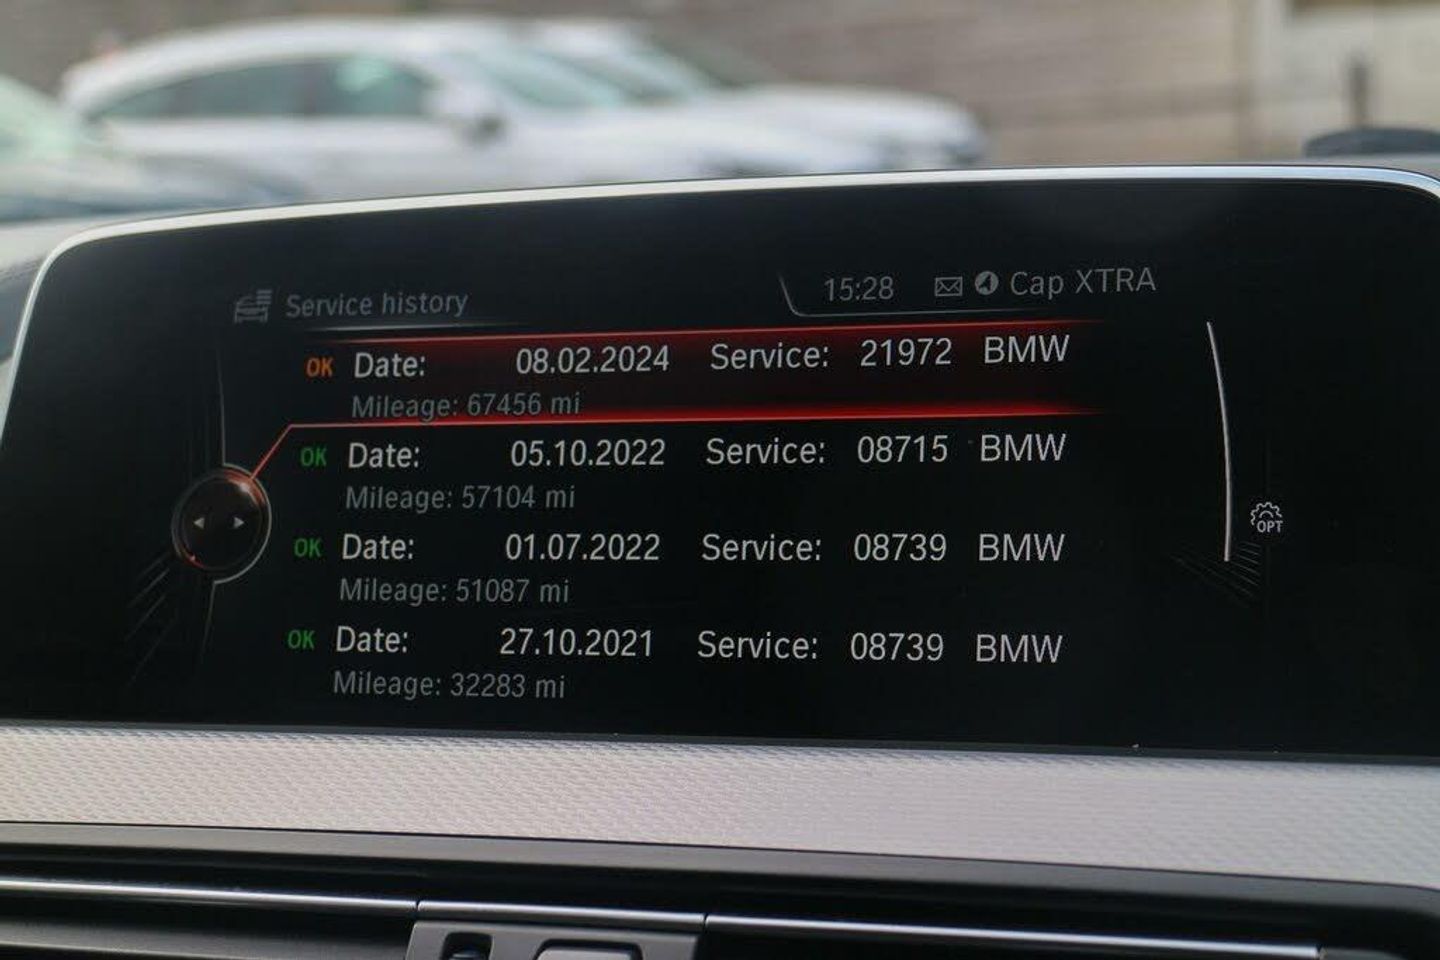 Service history
15:28 Cap XTRA
OK Date: 08.02.2024 Service: 21972 BMW
Mileage: 67456 mi
OK Date: 05.10.2022 Service: 08715 BMW
Mileage: 57104 mi
OK Date: 01.07.2022 Service: 08739 BMW
Mileage: 51087 mi
OPT
OK Date: 27.10.2021 Service: 08739 BMW
Mileage: 32283 mi